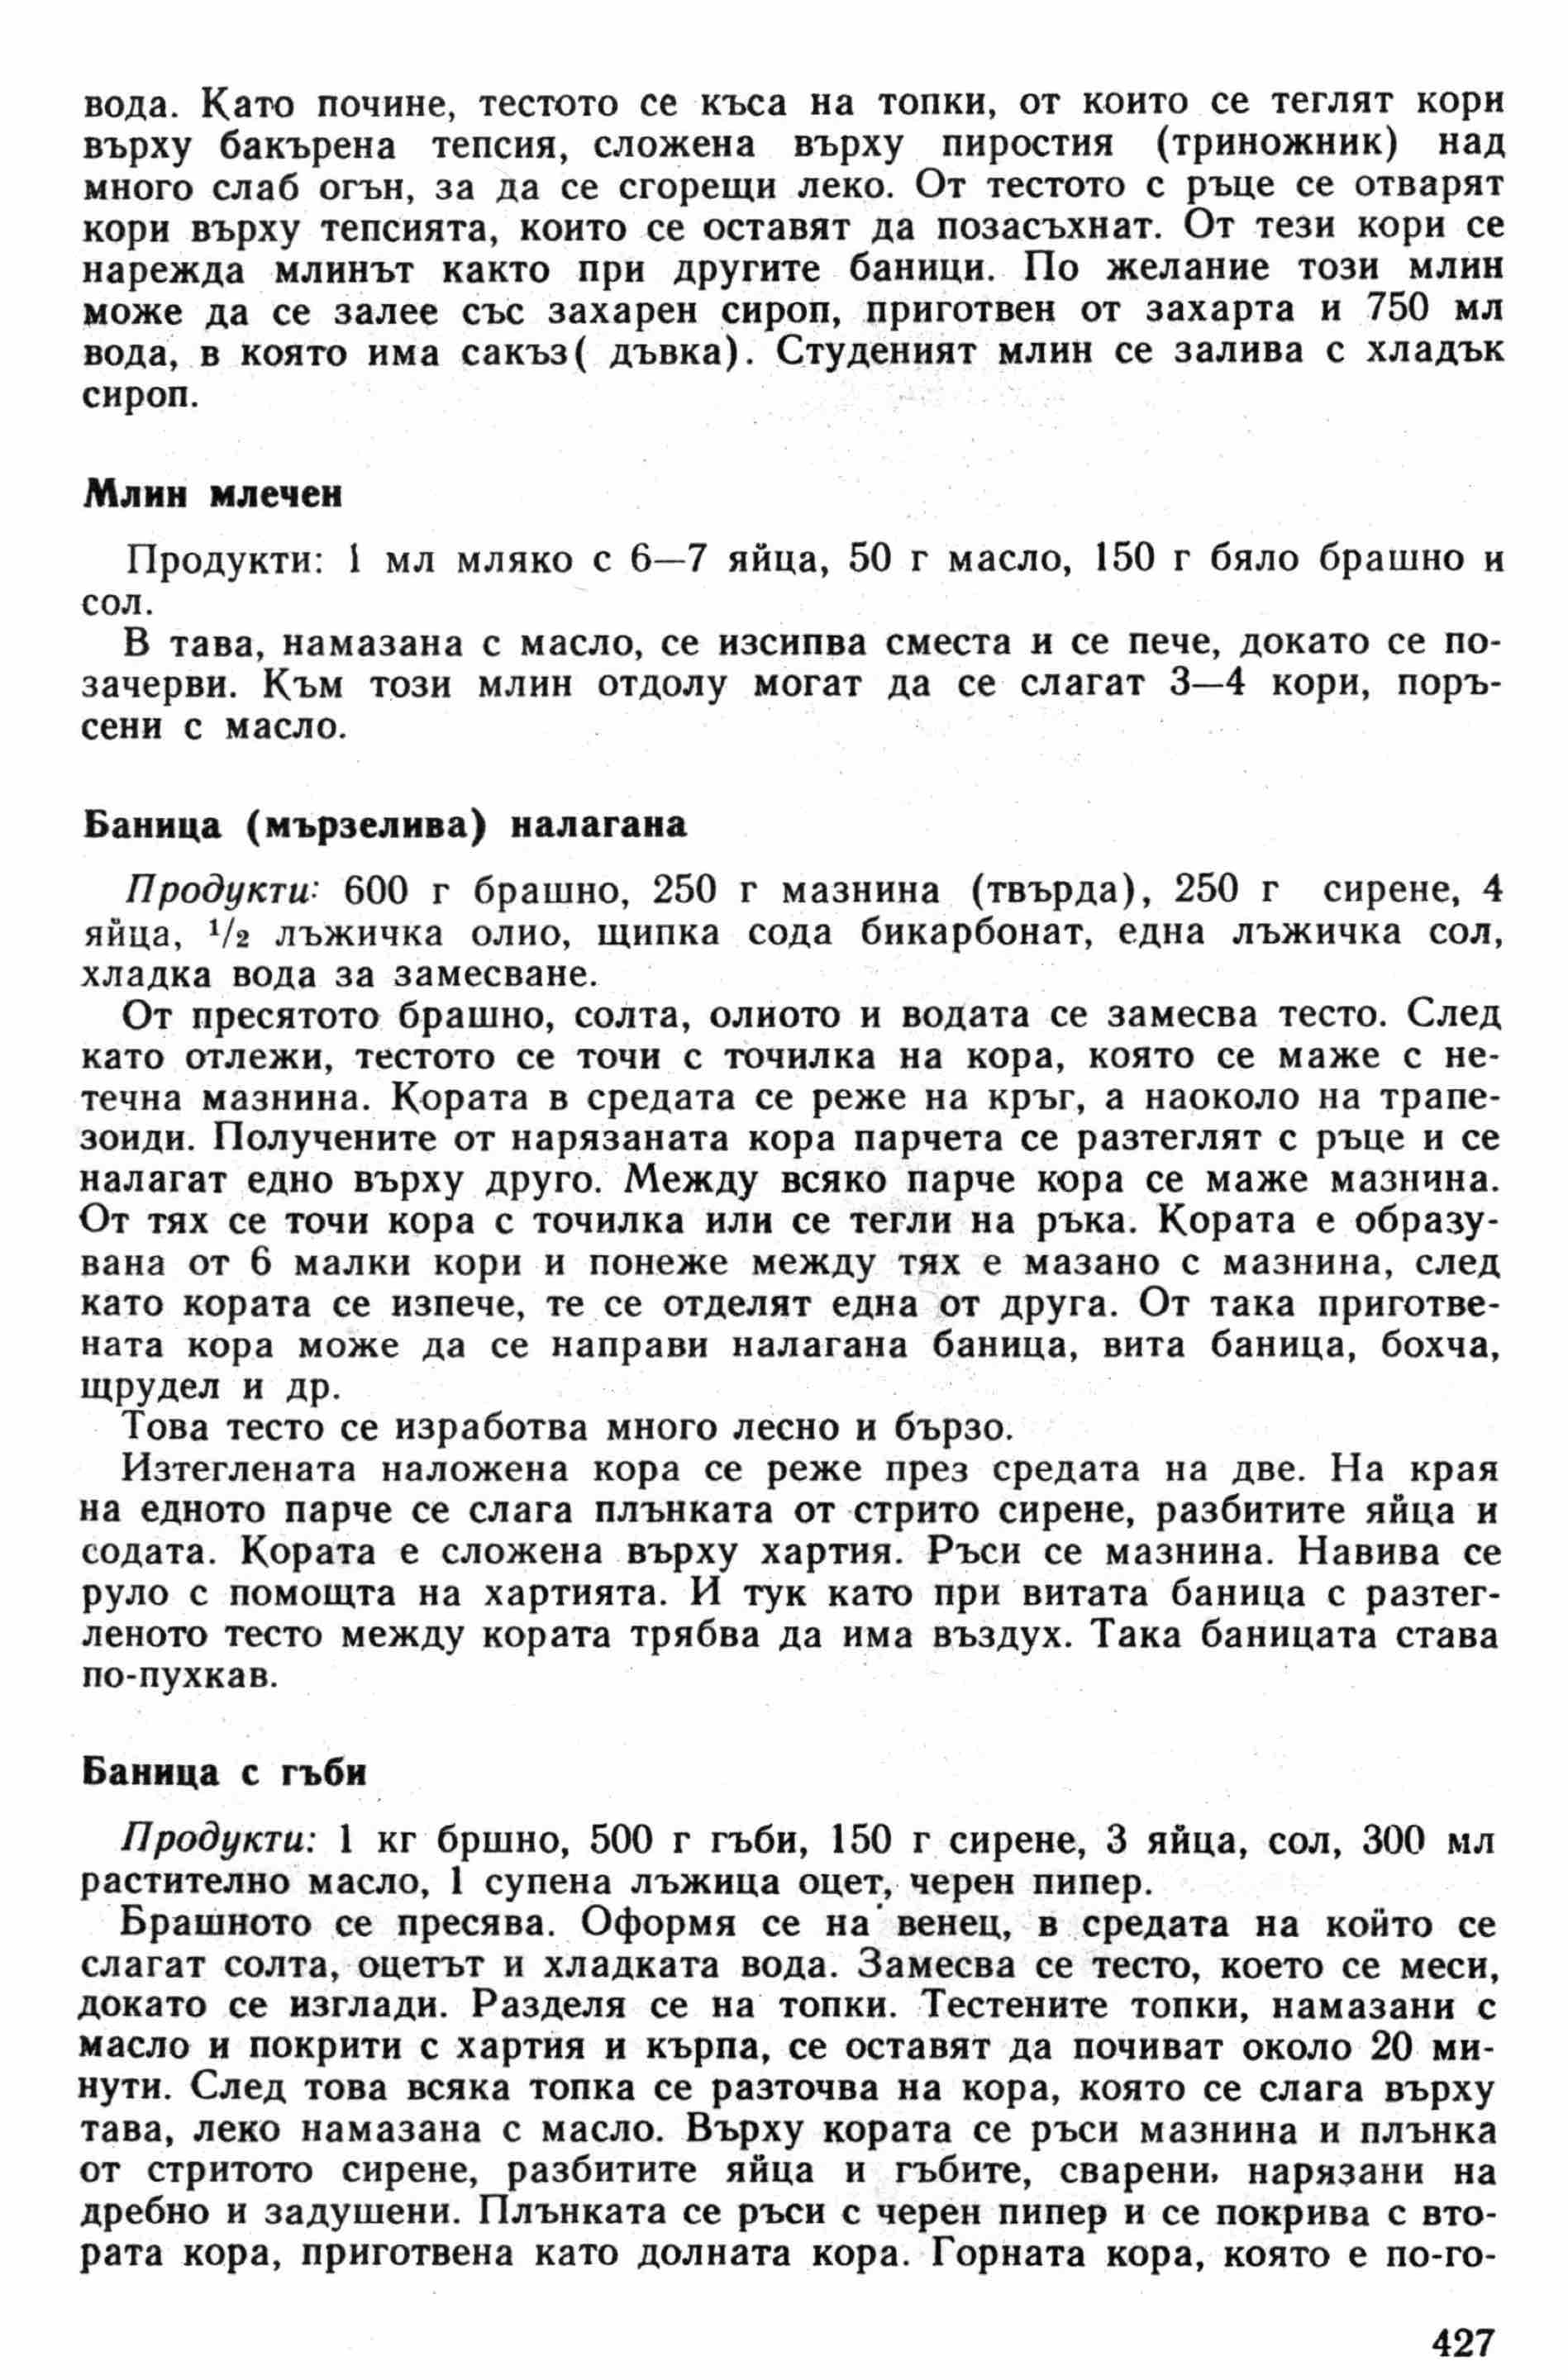 вода. Като почине, тестото се къса на топки, от които се теглят кори
върху бакърена тепсия, сложена върху пиростия (триножник) над
много слаб огън, за да се сгорещи леко. От тестото с ръце се отварят
кори върху тепсията, които се оставят да позасъхнат. От тези кори се
нарежда млинът както при другите баници. По желание този млин
може да се залее със захарен сироп, приготвен от захарта и 750 мл
вода, в която има сакъз( дъвка). Студеният млин се залива с хладък
сироп.
Млин млечен
Продукти: 1 мл мляко с 6—7 яйца, 50 г масло, 150 г бяло брашно и
сол.
В тава, намазана с масло, се изсипва сместа и се пече, докато се по-
зачерви. Към този млин отдолу могат да се слагат 3—4 кори, поръ-
сени с масло.
Баница (мързелива) налагана
Продукти: 600 г брашно, 250 г мазнина (твърда), 250 г сирене, 4
яйца, 1/2 лъжичка олио, щипка сода бикарбонат, една лъжичка сол,
хладка вода за замесване.
От пресятото брашно, солта, олиото и водата се замесва тесто. След
като отлежи, тестото се точи с точилка на кора, която се маже с не-
течна мазнина. Кората в средата се реже на кръг, а наоколо на трапе-
зоиди. Получените от нарязаната кора парчета се разтеглят с ръце и се
налагат едно върху друго. Между всяко парче кора се маже мазнина.
От тях се точи кора с точилка или се тегли на ръка. Кората е образу-
вана от 6 малки кори и понеже между тях е мазано с мазнина, след
като кората се изпече, те се отделят една от друга. От така приготве-
ната кора може да се направи налагана баница, вита баница, бохча,
щрудел и др.
Това тесто се изработва много лесно и бързо.
Изтеглената наложена кора се реже през средата на две. На края
на едното парче се слага плънката от стрито сирене, разбитите яйца и
содата. Кората е сложена върху хартия. Ръси се мазнина. Навива се
руло с помощта на хартията. И тук като при витата баница с разтег-
леното тесто между кората трябва да има въздух. Така баницата става
по-пухкав.
Баница с гъби
Продукти: 1 кг бршно, 500 г гъби, 150 г сирене, 3 яйца, сол, 300 мл
растително масло, 1 супена лъжица оцет, черен пипер.
Брашното се пресява. Оформя се на венец, в средата на който се
слагат солта, оцетът и хладката вода. Замесва се тесто, което се меси,
докато се изглади. Разделя се на топки. Тестените топки, намазани с
масло и покрити с хартия и кърпа, се оставят да почиват около 20 ми-
нути. След това всяка топка се разточва на кора, която се слага върху
тава, леко намазана с масло. Върху кората се ръси мазнина и плънка
от стритото сирене, разбитите яйца и гъбите, сварени, нарязани на
дребно и задушени. Плънката се ръси с черен пипер и се покрива с вто-
рата кора, приготвена като долната кора. Горната кора, която е по-го-
427